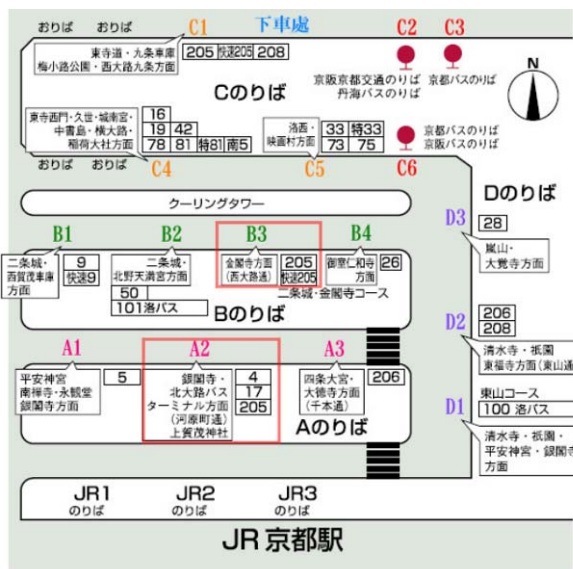 おりば おりば C1 下車處 C2 C3
東寺道・九条車庫
梅小路公園・西大路九条方面
205 快速205 208
N
京阪京都交通のりば
丹海バスのりば
京都バスのりば
Cのりば
東寺西門・久世・城南宮・
中書島・横大路・
稲荷大社方面
16
19 42
78 81 特81 南5
洛西・
映画村方面
33 特33
73 75
京都バスのりば
京阪バスのりば
おりば おりば C4 C5 C6
Dのりば
クーリングタワー
D3 28
嵐山・
大覚寺方面
B1 B2 B3 B4
二条城・
西賀茂車庫
方面
9
快速9
二条城・
北野天満宮方面
50
101洛バス
金閣寺方面
(西大路通)
205
快速205
御室仁和寺
方面
26
二条城・金閣寺コース
Bのりば
D2 206
208
清水寺・祇園
東福寺方面(東山通
A1 A2 A3
平安神宮
南禅寺・永観堂
銀閣寺方面
5
銀閣寺・
北大路バス
ターミナル方面
(河原町通)
上賀茂神社
4
17
205
四条大宮・
大徳寺方面
(千本通)
206
Aのりば
D1 東山コース
100 洛バス
清水寺・祇園・
平安神宮・銀閣寺
方面
JR1 JR2 JR3
のりば のりば のりば
JR京都駅